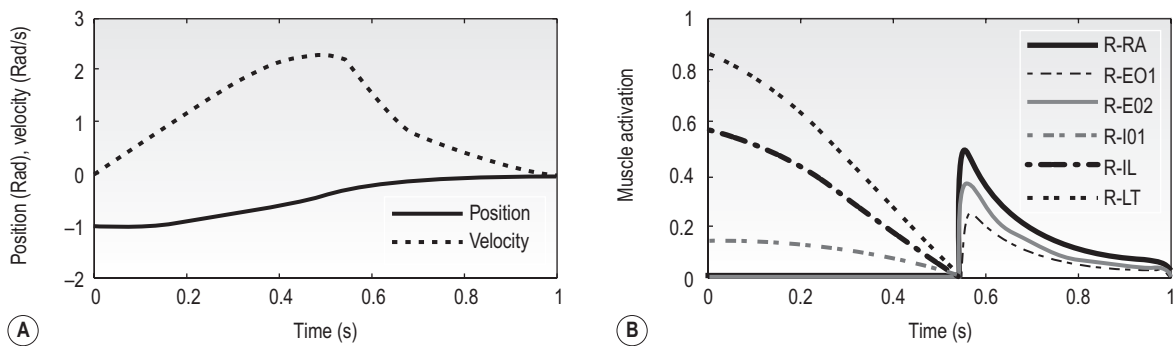 3
2
1
0
–1
–2
Position (Rad), velocity (Rad/s)
Position
Velocity
0 0.2 0.4 0.6 0.8 1
Time (s)
A
1
0.8
0.6
0.4
0.2
0
Muscle activation
R-RA
R-EO1
R-E02
R-I01
R-IL
R-LT
0 0.2 0.4 0.6 0.8 1
Time (s)
B